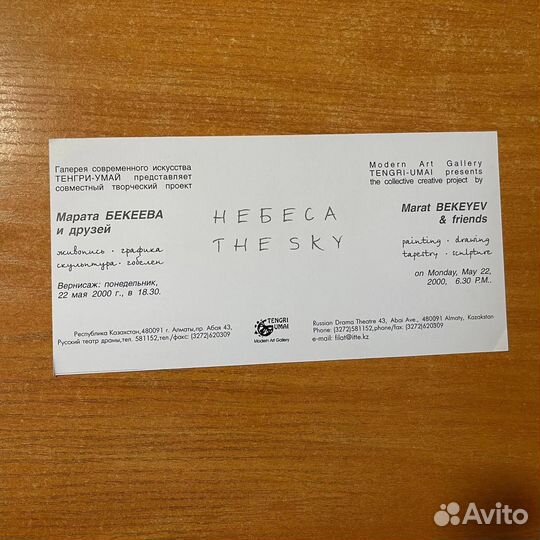 Галерея современного искусства
ТЕНГРИ-УМАЙ представляет
совместный творческий проект
Марата БЕКЕЕВА
и друзей
живопись · графика
скульптура · гобелен
Вернисаж: понедельник,
22 мая 2000 г., в 18.30.
НЕБЕСА
THE SKY
Modern Art Gallery
TENGRI-UMAI presents
the collective creative project by
Marat BEKEYEV
& friends
painting · drawing
tapestry · sculpture
on Monday, May 22,
2000, 6.30 P.M..
Республика Казахстан,480091 г. Алматы,пр. Абая 43,
Русский театр драмы,тел. 581152,тел./факс: (3272)620309
TENGRI
UMAI
Modern Art Gallery
Russian Drama Theatre 43, Abai Ave., 480091 Almaty, Kazakstan
Phone: (3272)581152,phone/fax: (3272)620309
e-mail: filat@itte.kz
Avito